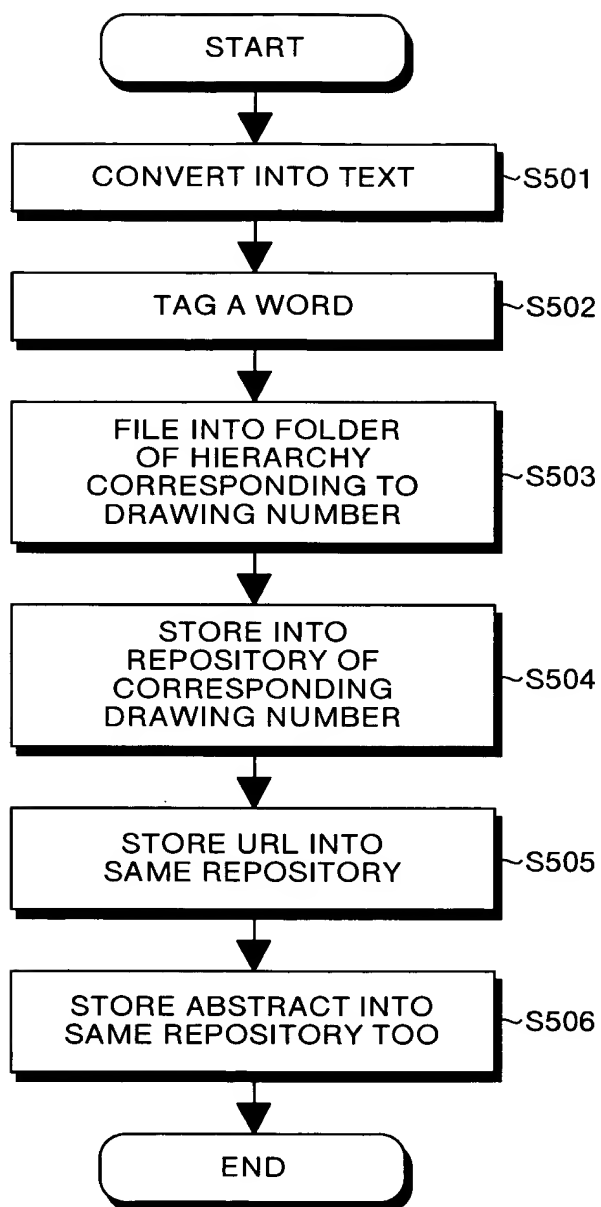 START
CONVERT INTO TEXT
S501
TAG A WORD
S502
FILE INTO FOLDER
OF HIERARCHY
CORRESPONDING TO
DRAWING NUMBER
S503
STORE INTO
REPOSITORY OF
CORRESPONDING
DRAWING NUMBER
S504
STORE URL INTO
SAME REPOSITORY
S505
STORE ABSTRACT INTO
SAME REPOSITORY TOO
S506
END